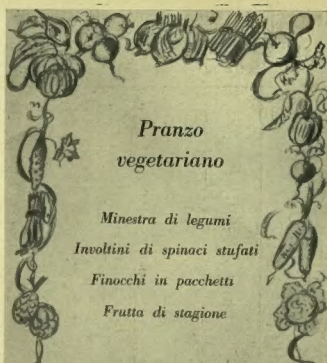 Pranzo
vegetariano
Minestra di legumi
Involtini di spinaci stufati
Finocchi in pacchetti
Frutta di stagione